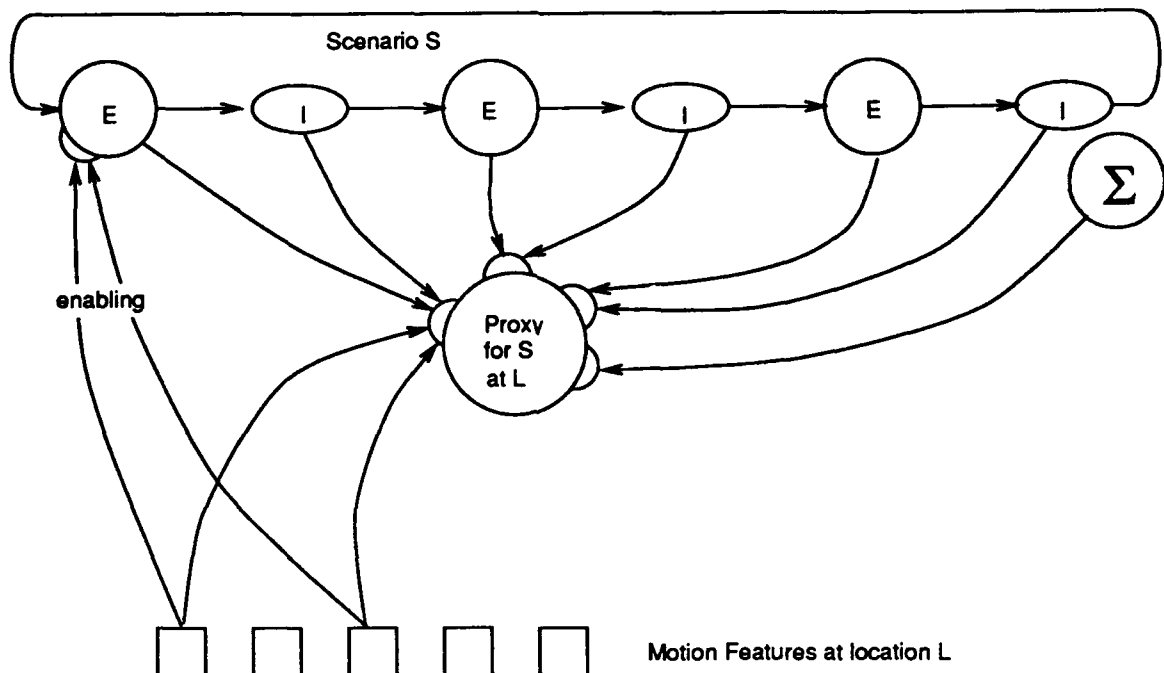 Scenario S
E I E I E I
Σ
enabling
Proxy
for S
at L
Motion Features at location L